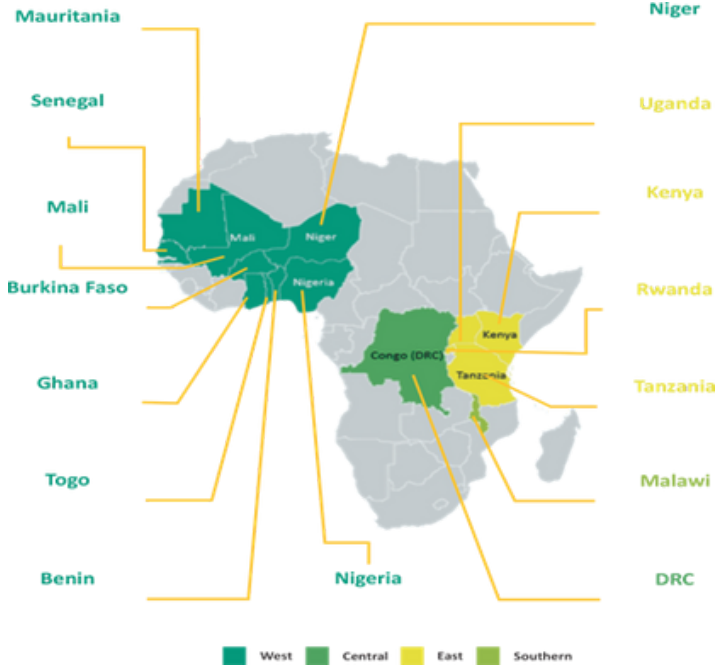 Mauritania
Niger
Senegal
Uganda
Mali
Kenya
Mali
Niger
Burkina Faso
Nigeria
Rwanda
Kenya
Congo (DRC)
Ghana
Tanzania
Tanzania
Togo
Malawi
Benin
Nigeria
DRC
West Central East Southern